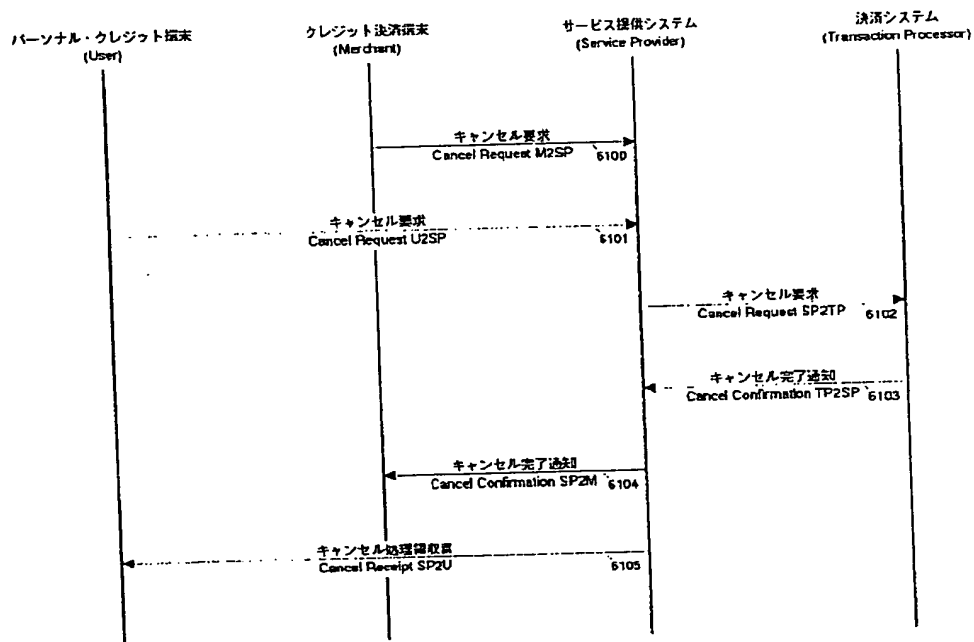 パーソナル・クレジット端末
(User)
クレジット決済端末
(Merchant)
サービス提供システム
(Service Provider)
決済システム
(Transaction Processor)
キャンセル要求
Cancel Request M2SP
6100
キャンセル要求
Cancel Request U2SP
6101
キャンセル要求
Cancel Request SP2TP
6102
キャンセル完了通知
Cancel Confirmation TP2SP
6103
キャンセル完了通知
Cancel Confirmation SP2M
6104
キャンセル処理領収書
Cancel Receipt SP2U
6105